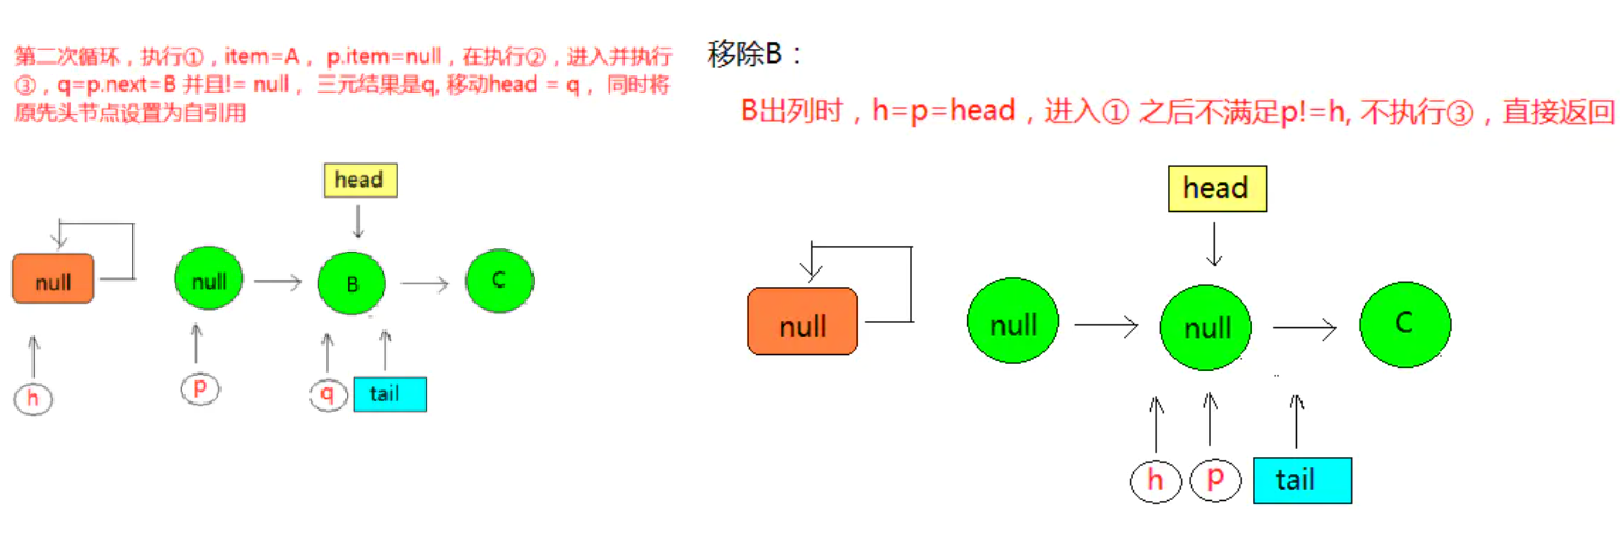 第二次循环，执行①，item=A， p.item=null，在执行②，进入并执行
③，q=p.next=B 并且!= null， 三元结果是q, 移动head = q， 同时将
原先头节点设置为自引用
head
null
null
B
C
h
p
q
tail
移除B：
B出列时，h=p=head，进入① 之后不满足p!=h, 不执行③，直接返回
head
null
null
null
C
h
p
tail